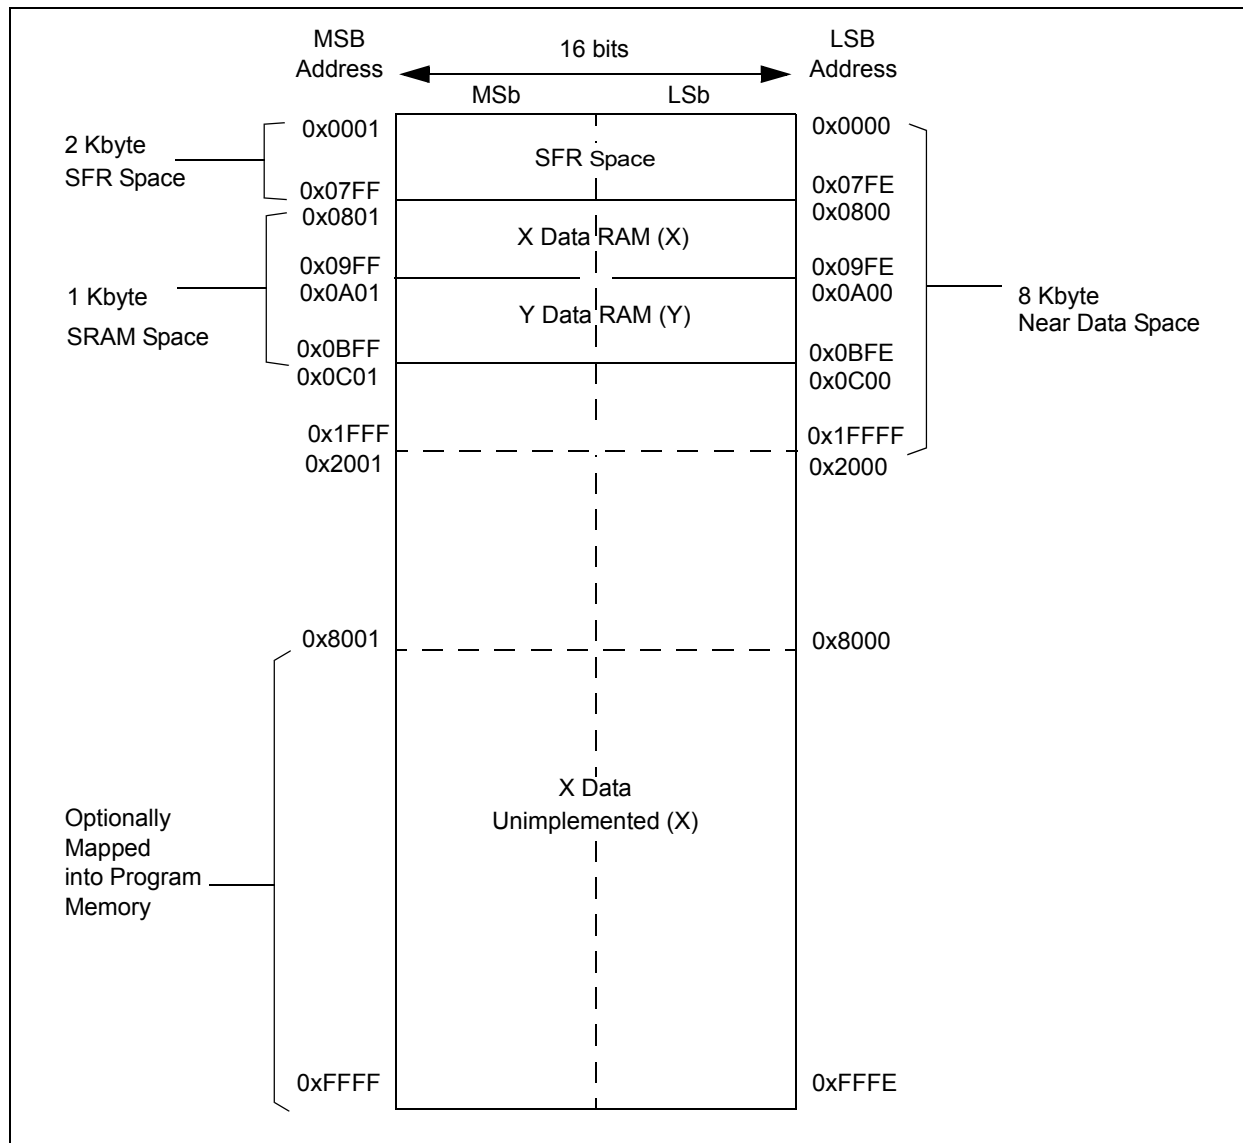 MSB
Address
16 bits
LSB
Address
MSb
LSb
2 Kbyte
SFR Space
0x0001
0x0000
SFR Space
0x07FF
0x07FE
0x0801
0x0800
X Data RAM (X)
0x09FF
0x09FE
1 Kbyte
SRAM Space
0x0A01
0x0A00
8 Kbyte
Near Data Space
Y Data RAM (Y)
0x0BFF
0x0BFE
0x0C01
0x0C00
0x1FFF
0x1FFFF
0x2001
0x2000
0x8001
0x8000
X Data
Unimplemented (X)
Optionally
Mapped
into Program
Memory
0xFFFF
0xFFFE